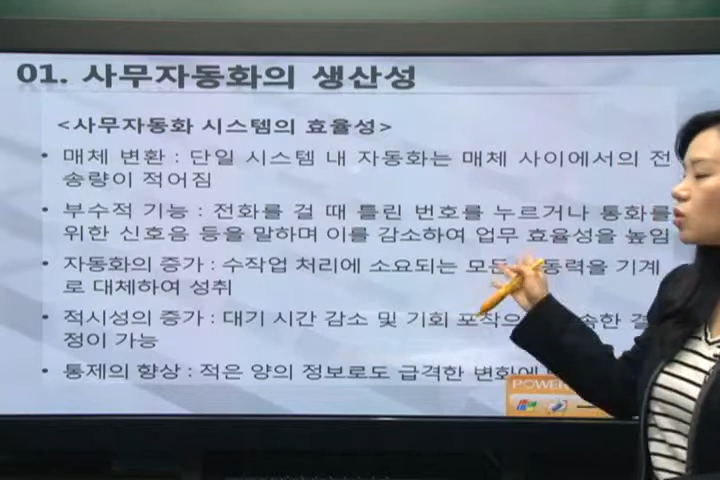 01. 사무자동화의 생산성
<사무자동화 시스템의 효율성>
• 매체 변환 : 단일 시스템 내 자동화는 매체 사이에서의 전
송량이 적어짐
• 부수적 기능 : 전화를 걸 때 틀린 번호를 누르거나 통화를
위한 신호음 등을 말하며 이를 감소하여 업무 효율성을 높임
• 자동화의 증가 : 수작업 처리에 소요되는 모든 동력을 기계
로 대체하여 성취
• 적시성의 증가 : 대기 시간 감소 및 기회 포착으 한 결
정이 가능
• 통제의 향상 : 적은 양의 정보로도 급격한 변화에
POWER